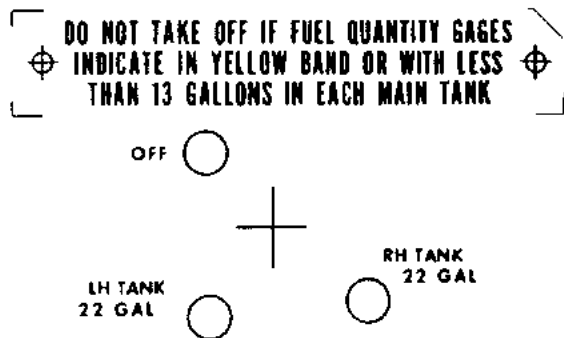 DO NOT TAKE OFF IF FUEL QUANTITY GAGES
INDICATE IN YELLOW BAND OR WITH LESS
THAN 13 GALLONS IN EACH MAIN TANK
OFF
RH TANK
22 GAL
LH TANK
22 GAL